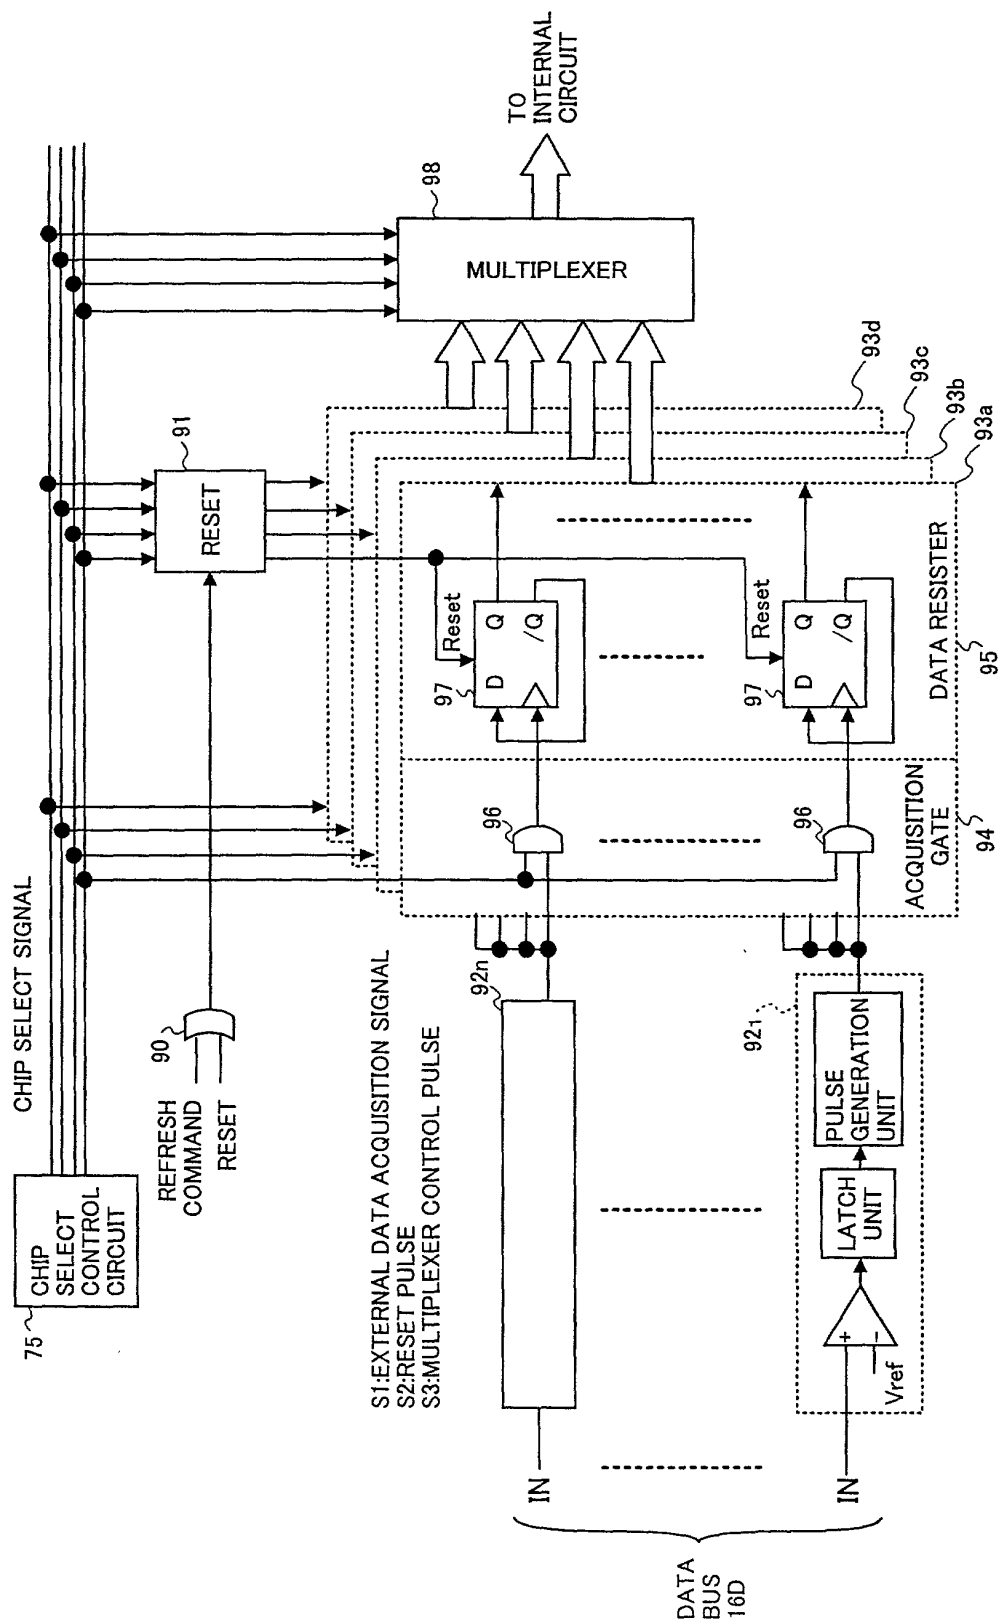 CHIP SELECT SIGNAL
75
CHIP
SELECT
CONTROL
CIRCUIT
REFRESH
COMMAND
RESET
90
RESET
91
S1:EXTERNAL DATA ACQUISITION SIGNAL
S2:RESET PULSE
S3:MULTIPLEXER CONTROL PULSE
MULTIPLEXER
98
TO
INTERNAL
CIRCUIT
93d
93c
93b
93a
92n
96
97
D
Q
/Q
Reset
IN
DATA
BUS
16D
IN
921
+
-
Vref
LATCH
UNIT
PULSE
GENERATION
UNIT
96
97
D
Q
/Q
Reset
ACQUISITION
GATE
94
DATA RESISTER
95